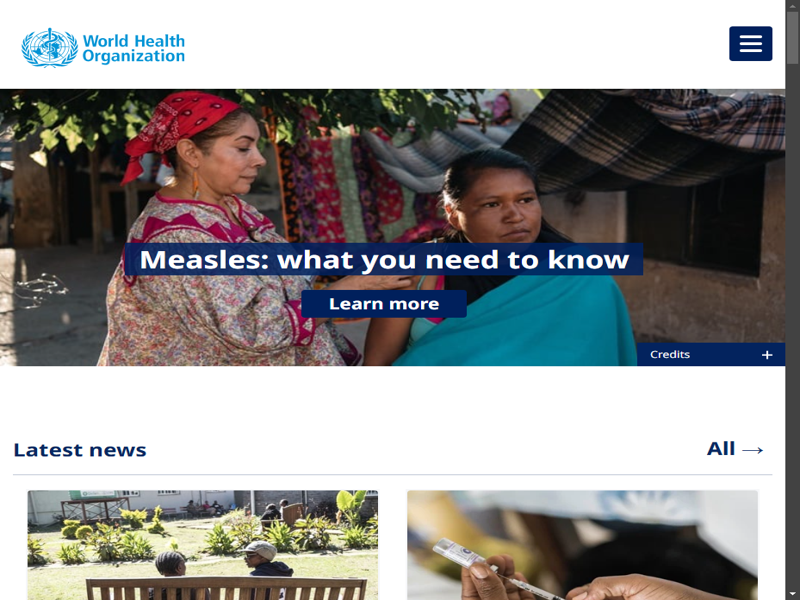 World Health
Organization
Measles: what you need to know
Learn more
Credits +
Latest news
All →